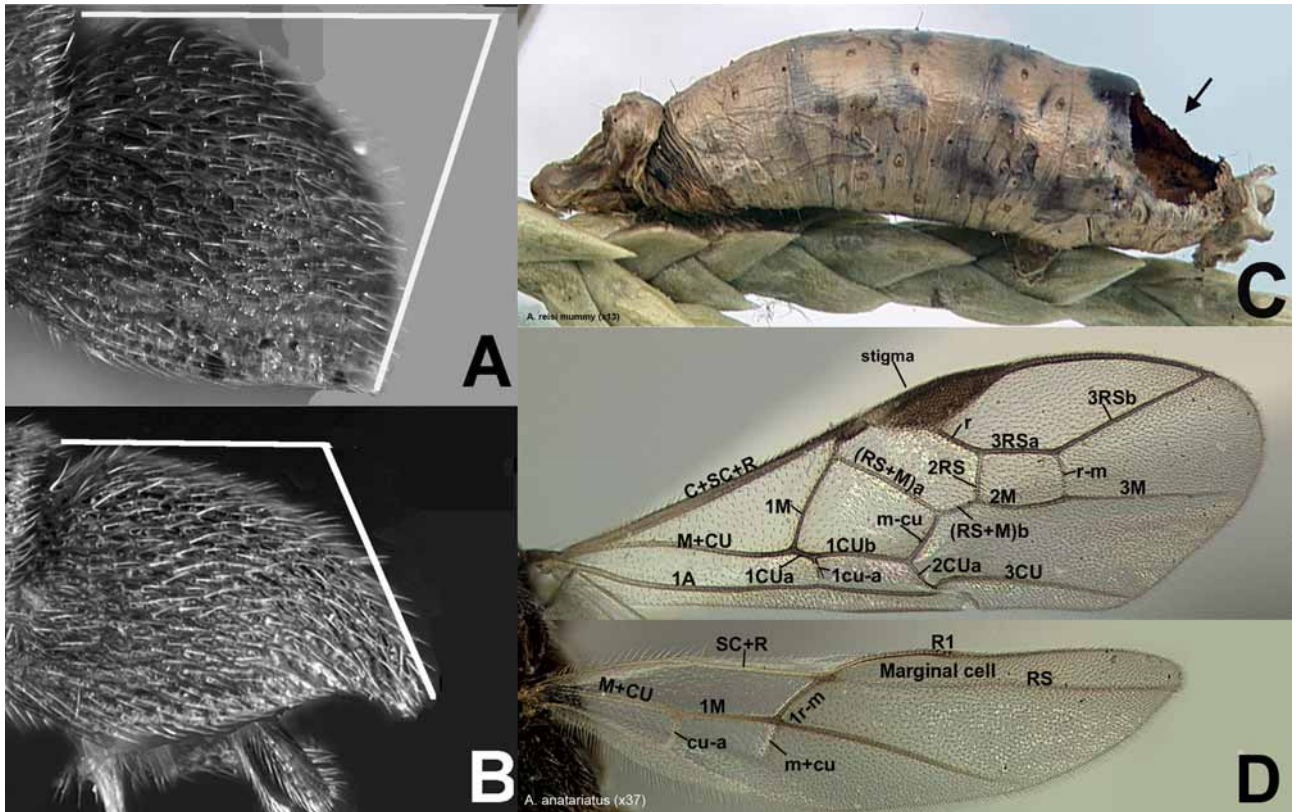 A
B
A. reisi mummy (x13)
C
stigma
3RSb
r
3RSa
C+SC+R
(RS+M)a
2RS
r-m
1M
2M
3M
m-cu
(RS+M)b
M+CU
1CUb
1A
1CUa
1cu-a
2CUa
3CU
SC+R
R1
M+CU
Marginal cell
RS
1M
1r-m
cu-a
m+cu
D
A. anatariatus (x37)